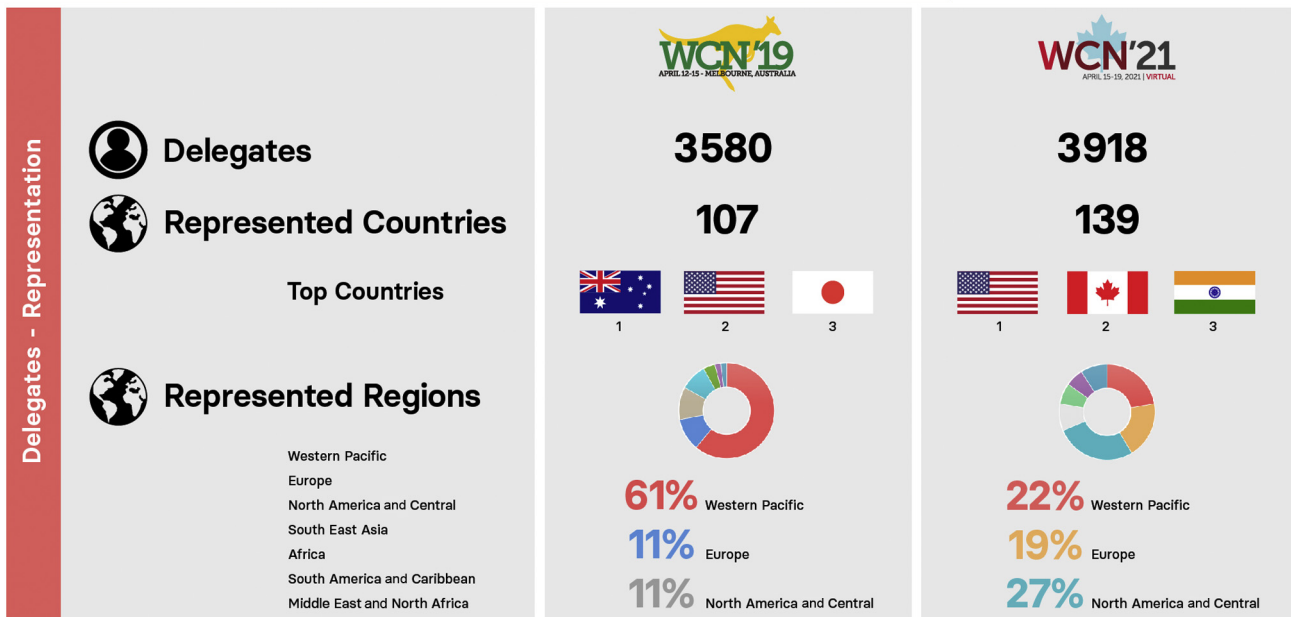 Delegates - Representation
WCN'19
APRIL 12-15 - MELBOURNE, AUSTRALIA
WCN'21
APRIL 15-19, 2021 | VIRTUAL
Delegates
3580
3918
Represented Countries
107
139
Top Countries
1
2
3
1
2
3
Represented Regions
Western Pacific
Europe
North America and Central
South East Asia
Africa
South America and Caribbean
Middle East and North Africa
61% Western Pacific
11% Europe
11% North America and Central
22% Western Pacific
19% Europe
27% North America and Central